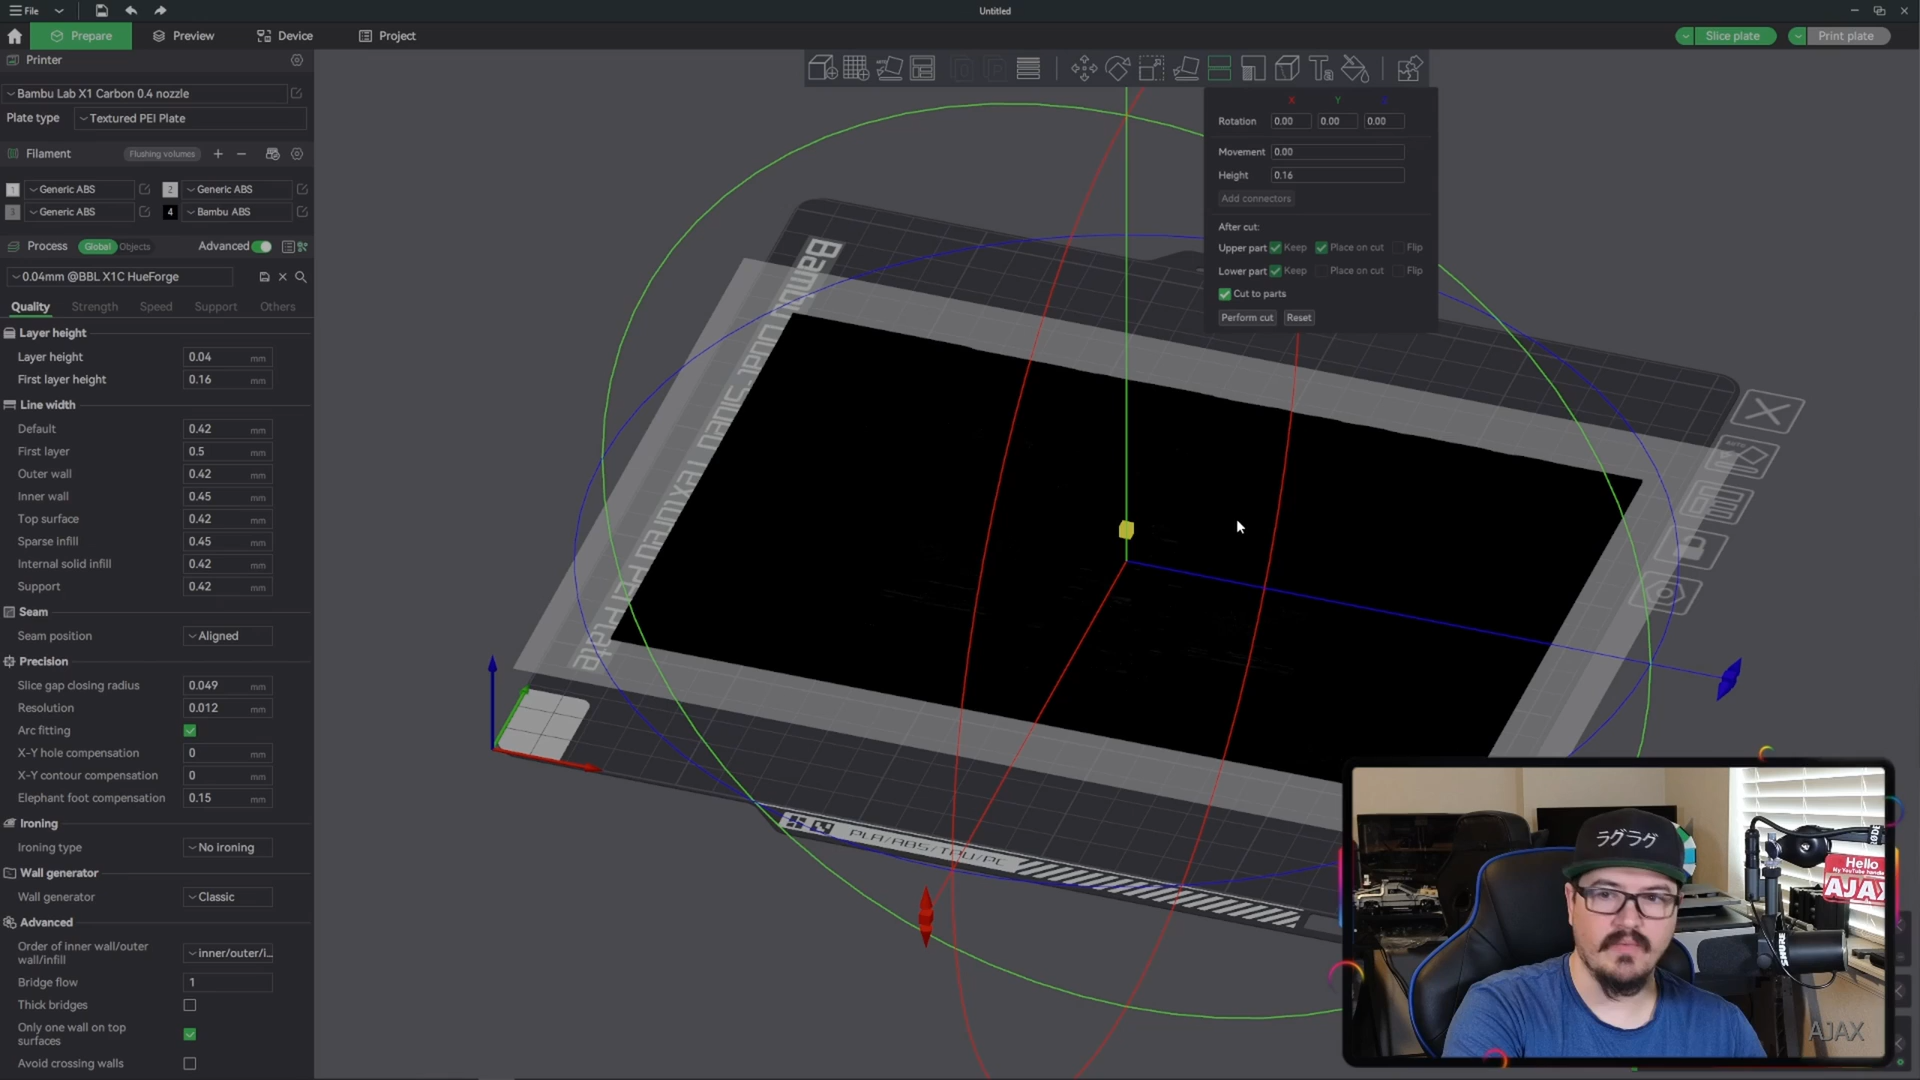 File
Untitled
Prepare
Preview
Device
Project
Slice plate
Print plate
Printer
Bambu Lab X1 Carbon 0.4 nozzle
Plate type
Textured PEI Plate
Filament
Flushing volumes
1 Generic ABS
2 Generic ABS
3 Generic ABS
4 Bambu ABS
Process
Global
Objects
Advanced
0.04mm @BBL X1C HueForge
Quality
Strength
Speed
Support
Others
Layer height
Layer height 0.04 mm
First layer height 0.16 mm
Line width
Default 0.42 mm
First layer 0.5 mm
Outer wall 0.42 mm
Inner wall 0.45 mm
Top surface 0.42 mm
Sparse infill 0.45 mm
Internal solid infill 0.42 mm
Support 0.42 mm
Seam
Seam position Aligned
Precision
Slice gap closing radius 0.049 mm
Resolution 0.012 mm
Arc fitting
X-Y hole compensation 0 mm
X-Y contour compensation 0 mm
Elephant foot compensation 0.15 mm
Ironing
Ironing type No ironing
Wall generator
Wall generator Classic
Advanced
Order of inner wall/outer
wall/infill
inner/outer/i...
Bridge flow 1
Thick bridges
Only one wall on top
surfaces
Avoid crossing walls
X Y Z
Rotation 0.00 0.00 0.00
Movement 0.00
Height 0.16
Add connectors
After cut:
Upper part Keep Place on cut Flip
Lower part Keep Place on cut Flip
Cut to parts
Perform cut Reset
PLA/ABS/TPU/PC
ラグラグ
Hello
My YouTube handle
AJAX
SHURE
AJAX